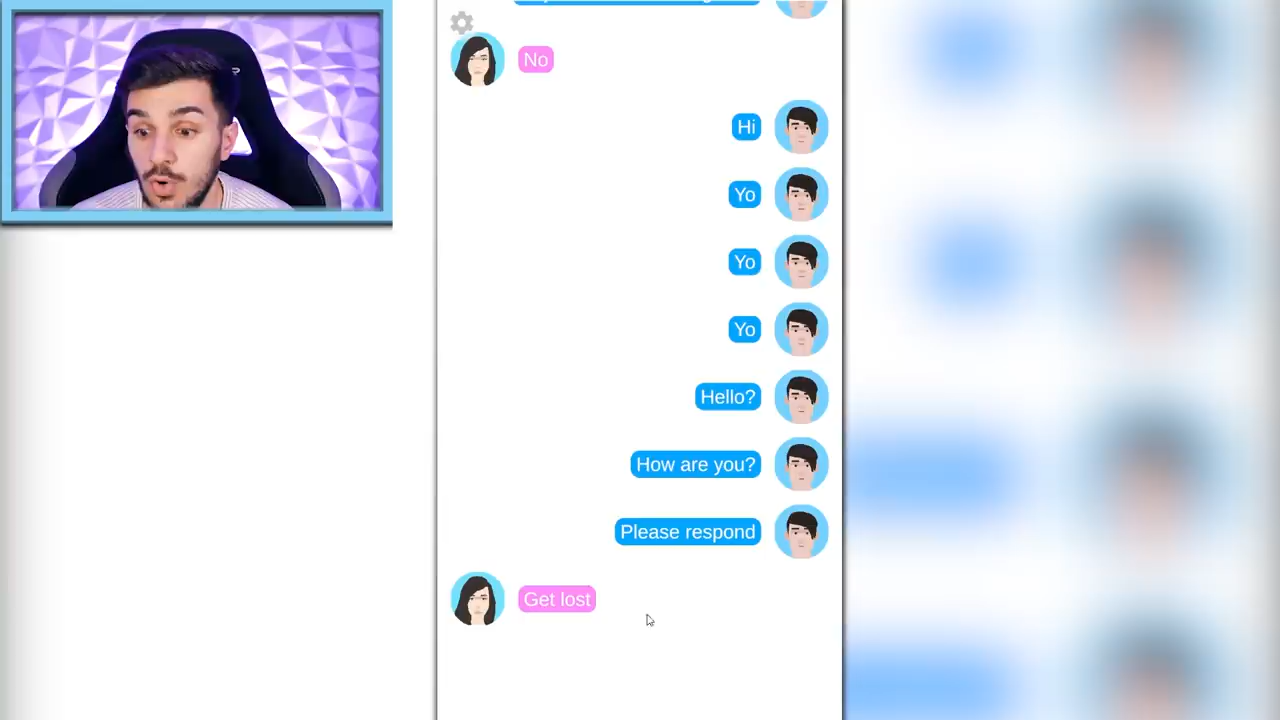 No
Hi
Yo
Yo
Yo
Hello?
How are you?
Please respond
Get lost